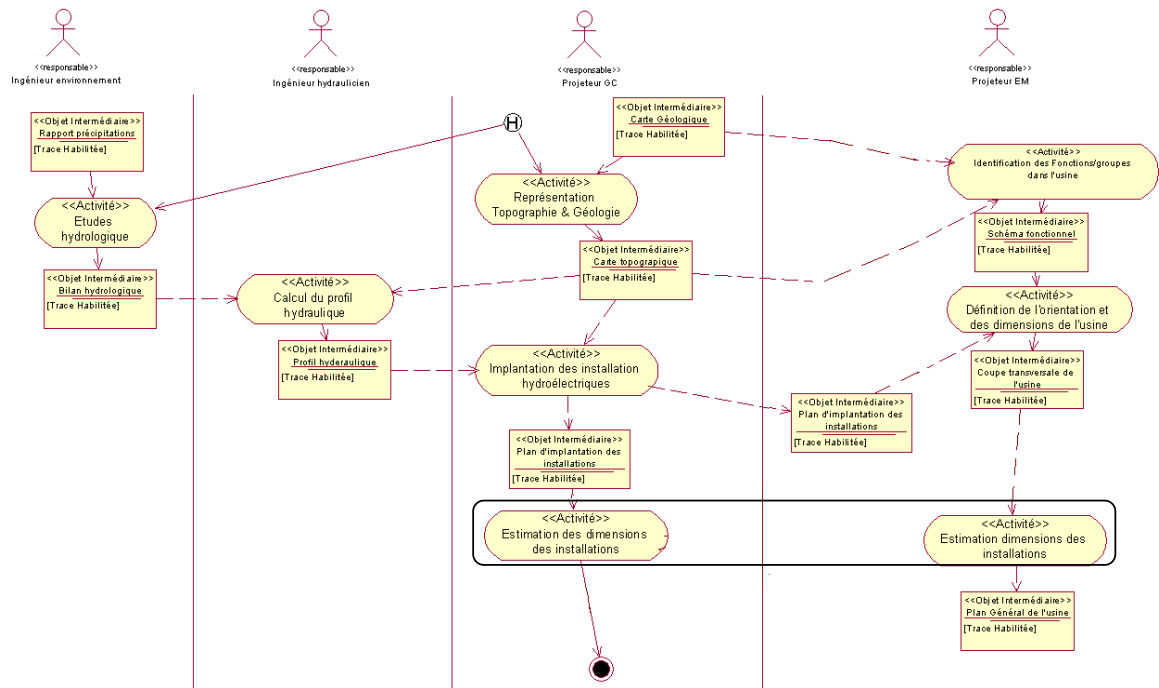 <<responsable>>
Ingénieur environnement
<<responsable>>
Ingénieur hydraulicien
<<responsable>>
Projeteur GC
<<responsable>>
Projeteur EM
<<Objet Intermédiaire>>
Rapport précipitations
[Trace Habilitée]
H
<<Objet Intermédiaire>>
Carte Géologique
[Trace Habilitée]
<<Activité>>
Identification des Fonctions/groupes
dans l'usine
<<Activité>>
Représentation
Topographie & Géologie
<<Activité>>
Etudes
hydrologique
<<Objet Intermédiaire>>
Schéma fonctionnel
[Trace Habilitée]
<<Objet Intermédiaire>>
Carte topograpique
[Trace Habilitée]
<<Objet Intermédiaire>>
Bilan hydrologique
[Trace Habilitée]
<<Activité>>
Calcul du profil
hydraulique
<<Activité>>
Définition de l'orientation et
des dimensions de l'usine
<<Objet Intermédiaire>>
Profil hyderaulique
[Trace Habilitée]
<<Activité>>
Implantation des installation
hydroélectriques
<<Objet Intermédiaire>>
Coupe transversale de
l'usine
[Trace Habilitée]
<<Objet Intermédiaire>>
Plan d'implantation des
installations
[Trace Habilitée]
<<Objet Intermédiaire>>
Plan d'implantation des
installations
[Trace Habilitée]
<<Activité>>
Estimation des dimensions
des installations
<<Activité>>
Estimation dimensions des
installations
<<Objet Intermédiaire>>
Plan Général de l'usine
[Trace Habilitée]